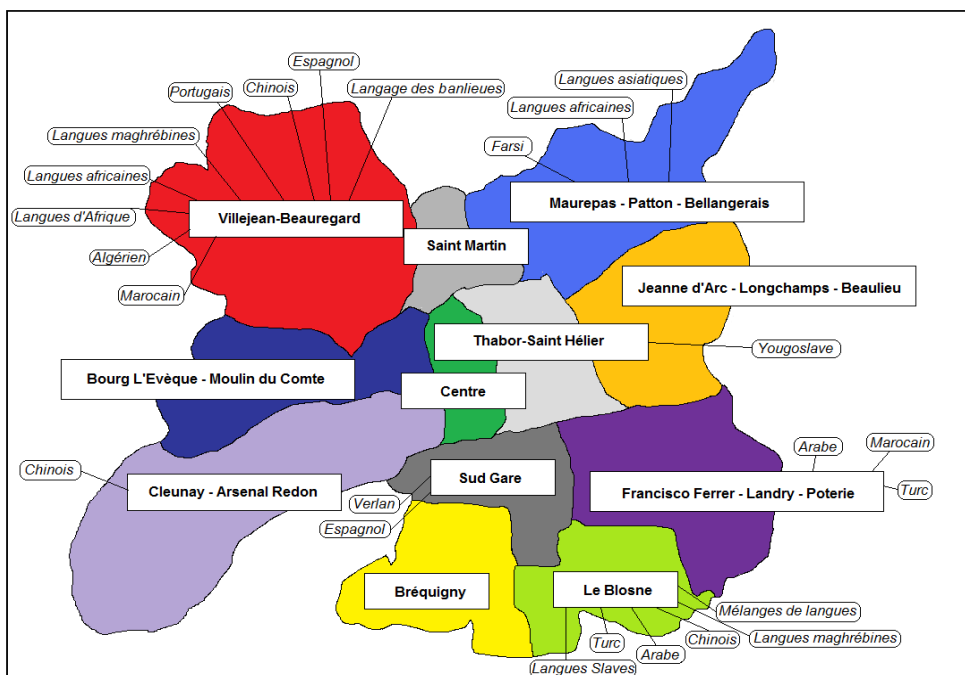 Espagnol
Chinois
Langues asiatiques
Portugais
Langage des banlieues
Langues africaines
Langues maghrébines
Farsi
Langues africaines
Maurepas - Patton - Bellangerais
Langues d'Afrique
Villejean-Beauregard
Saint Martin
Algérien
Marocain
Jeanne d'Arc - Longchamps - Beaulieu
Thabor-Saint Hélier
Yougoslave
Bourg L'Evèque - Moulin du Comte
Centre
Arabe
Marocain
Chinois
Cleunay - Arsenal Redon
Sud Gare
Francisco Ferrer - Landry - Poterie
Turc
Verlan
Espagnol
Bréquigny
Le Blosne
Mélanges de langues
Turc
Chinois
Langues maghrébines
Arabe
Langues Slaves